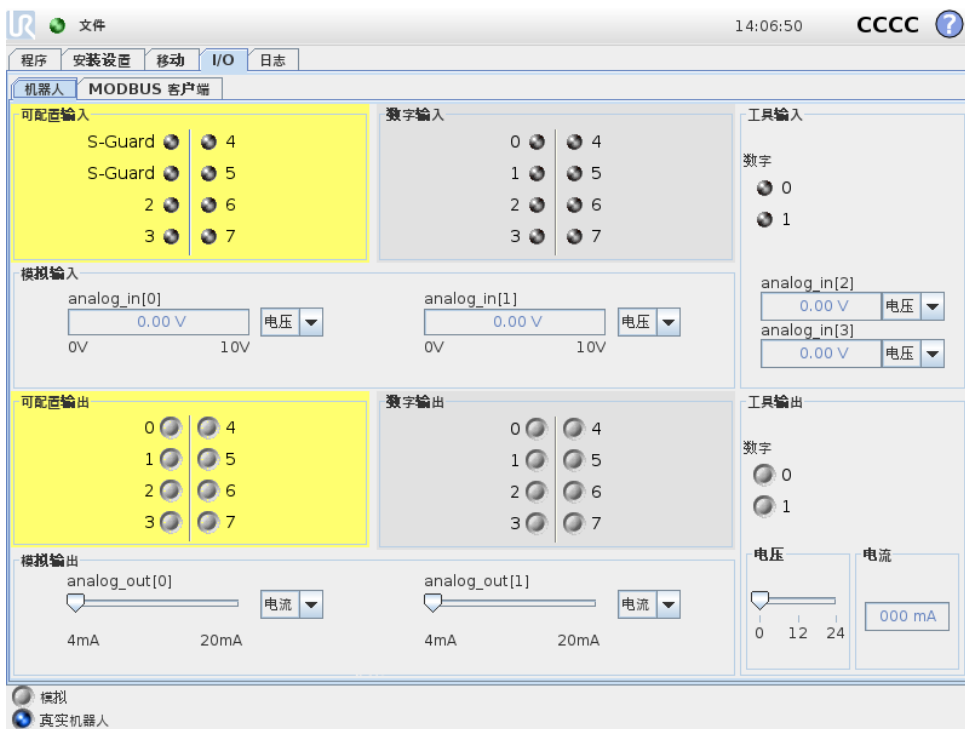 UR 文件 14:06:50 CCCC ?
程序 安装设置 移动 I/O 日志
机器人 MODBUS 客户端
可配置输入 数字输入 工具输入
S-Guard 4 0 4 数字
S-Guard 5 1 5 0
2 6 2 6 1
3 7 3 7
模拟输入
analog_in[0] analog_in[1] analog_in[2]
0.00 V 电压 0.00 V 电压 0.00 V 电压
0V 10V 0V 10V analog_in[3]
0.00 V 电压
可配置输出 数字输出 工具输出
0 4 0 4 数字
1 5 1 5 0
2 6 2 6 1
3 7 3 7
模拟输出 电压 电流
analog_out[0] analog_out[1]
电流 电流 000 mA
4mA 20mA 4mA 20mA 0 12 24
模拟
真实机器人